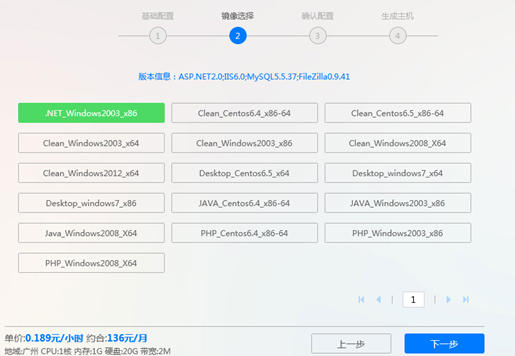 基础配置 镜像选择 确认配置 生成主机
1 2 3 4
版本信息：ASP.NET2.0;IIS6.0;MySQL5.5.37;FileZilla0.9.41
.NET_Windows2003_x86 Clean_Centos6.4_x86-64 Clean_Centos6.5_x86-64
Clean_Windows2003_x64 Clean_Windows2003_x86 Clean_Windows2008_X64
Clean_Windows2012_x64 Desktop_Centos6.5_x64 Desktop_windows7_x64
Desktop_windows7_x86 JAVA_Centos6.4_x86-64 JAVA_Windows2003_x86
Java_Windows2008_X64 PHP_Centos6.4_x86-64 PHP_Windows2003_x86
PHP_Windows2008_X64
1
单价:0.189元/小时 约合:136元/月
地域:广州 CPU:1核 内存:1G 硬盘:20G 带宽:2M
上一步 下一步